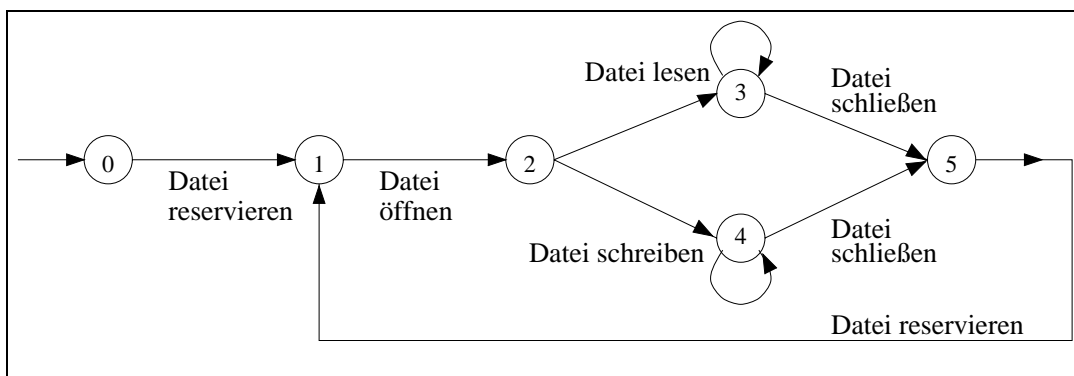 Datei lesen
3
Datei
schließen
0
1
2
5
Datei
reservieren
Datei
öffnen
Datei schreiben
4
Datei
schließen
Datei reservieren